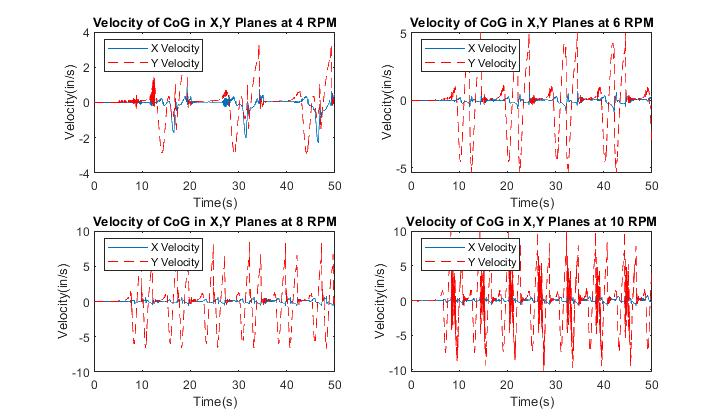 Velocity of CoG in X,Y Planes at 4 RPM
X Velocity
Y Velocity
Velocity(in/s)
4
2
0
-2
-4
0 10 20 30 40 50
Time(s)
Velocity of CoG in X,Y Planes at 6 RPM
X Velocity
Y Velocity
Velocity(in/s)
5
0
-5
0 10 20 30 40 50
Time(s)
Velocity of CoG in X,Y Planes at 8 RPM
X Velocity
Y Velocity
Velocity(in/s)
10
5
0
-5
-10
0 10 20 30 40 50
Time(s)
Velocity of CoG in X,Y Planes at 10 RPM
X Velocity
Y Velocity
Velocity(in/s)
10
5
0
-5
-10
0 10 20 30 40 50
Time(s)